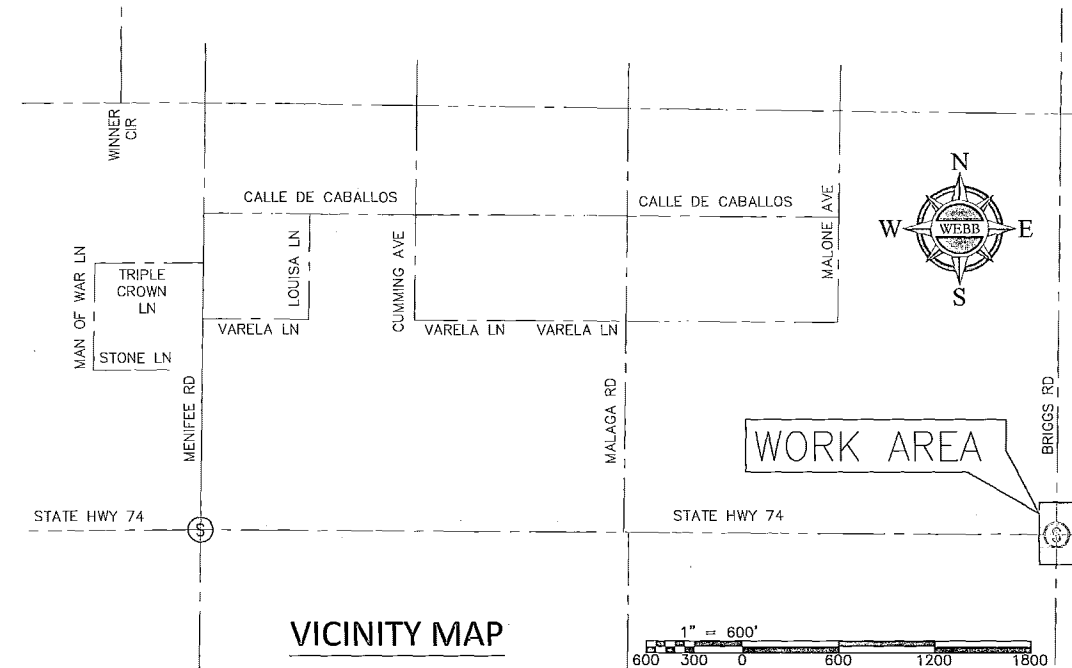 WINNER
CIR
CALLE DE CABALLOS
CALLE DE CABALLOS
N
W
WEBB
E
S
MALONE AVE
MAN OF WAR LN
TRIPLE
CROWN
LN
LOUISA LN
CUMMING AVE
VARELA LN
VARELA LN
VARELA LN
STONE LN
MENIFEE RD
MALAGA RD
BRIGGS RD
WORK AREA
STATE HWY 74
STATE HWY 74
S
S
VICINITY MAP
1" = 600'
600 300 0 600 1200 1800